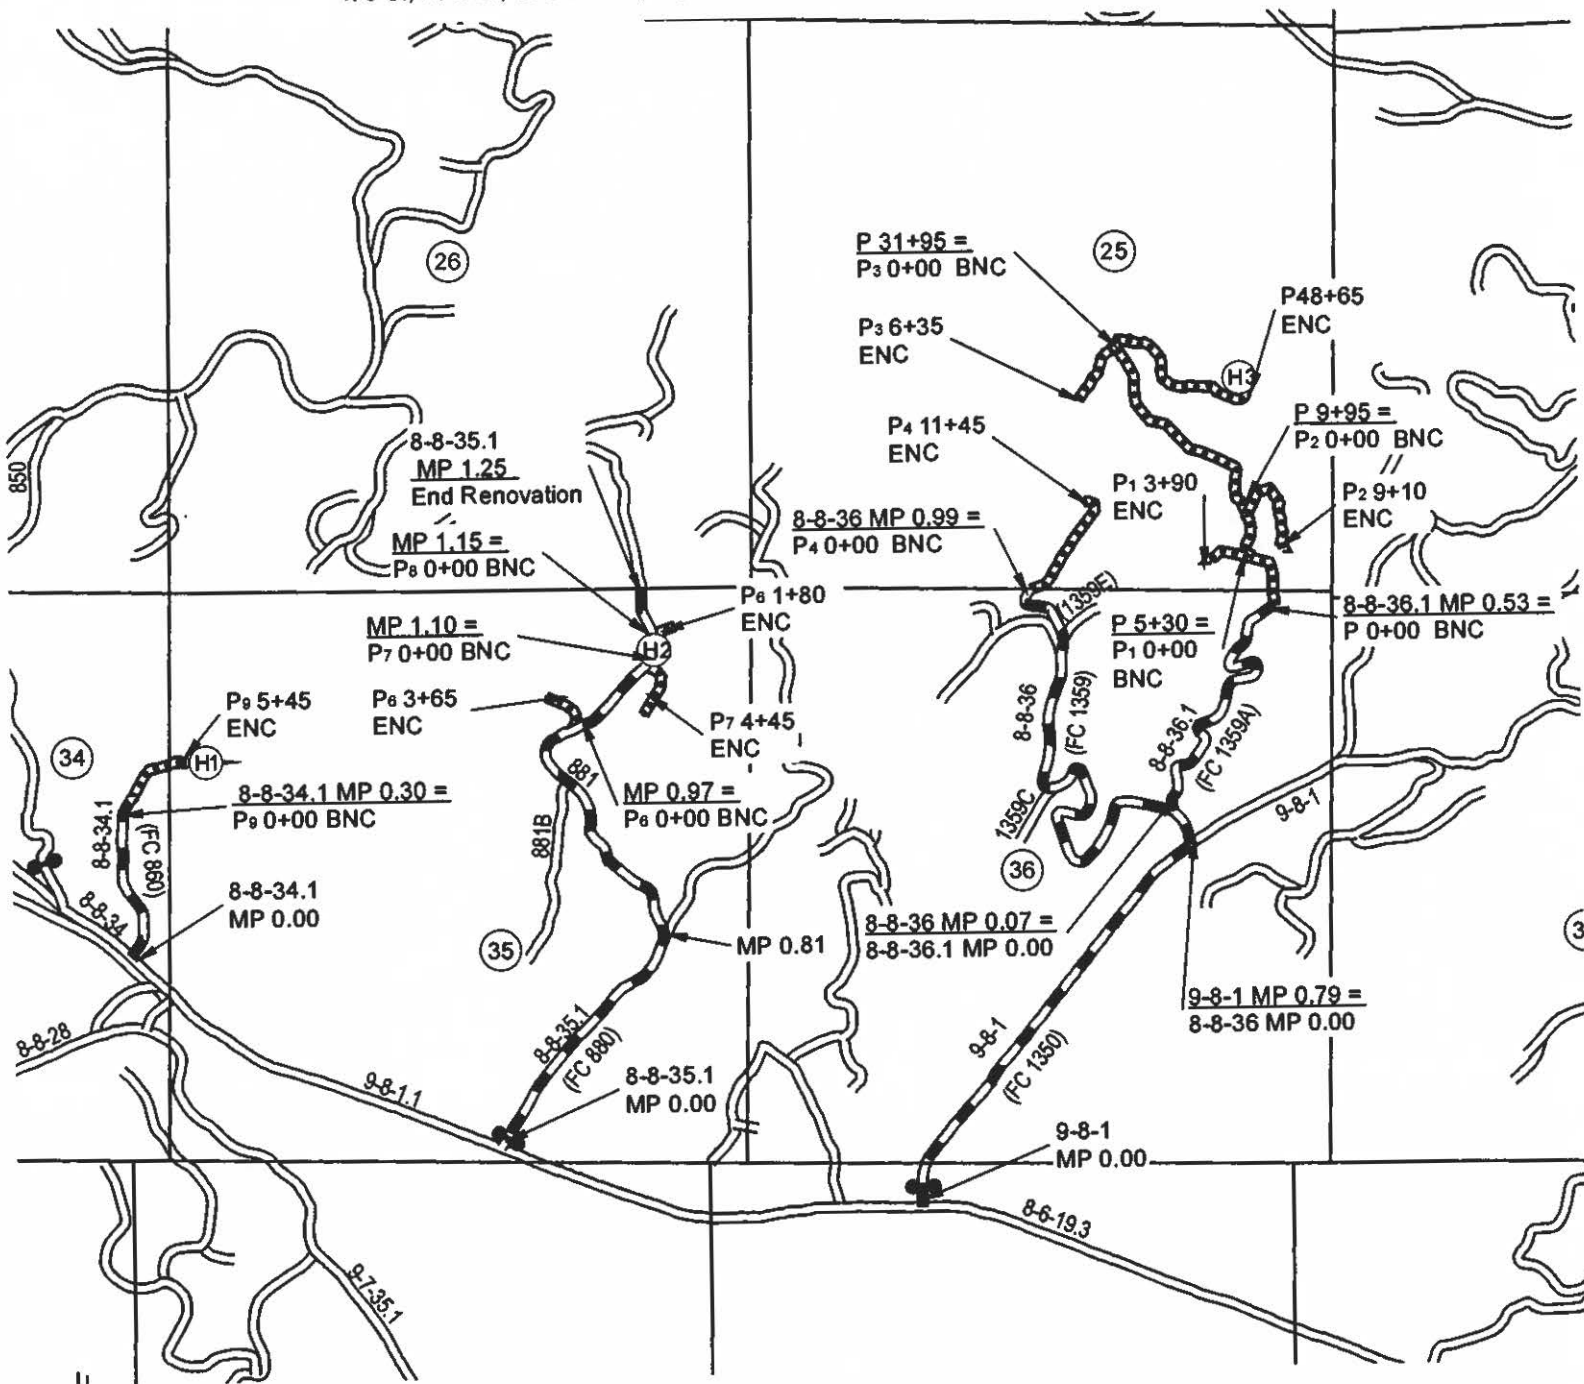 26
25
P 31+95 =
P3 0+00 BNC
P48+65
ENC
P3 6+35
ENC
H3
850
8-8-35.1
MP 1.25
End Renovation
MP 1.15 =
P8 0+00 BNC
P4 11+45
ENC
P 9+95 =
P2 0+00 BNC
P1 3+90
ENC
P2 9+10
ENC
8-8-36 MP 0.99 =
P4 0+00 BNC
(1359E)
P6 1+80
ENC
8-8-36.1 MP 0.53 =
P 0+00 BNC
MP 1.10 =
P7 0+00 BNC
H2
P 5+30 =
P1 0+00
BNC
P9 5+45
ENC
P6 3+65
ENC
P7 4+45
ENC
8-8-36
(FC 1359)
8-8-36.1
(FC 1359A)
34
H1
8-8-34.1 MP 0.30 =
P9 0+00 BNC
881
MP 0.97 =
P6 0+00 BNC
881B
1359C
9-8-1
8-8-34.1
(FC 860)
36
8-8-34.1
MP 0.00
8-8-34
35
MP 0.81
8-8-36 MP 0.07 =
8-8-36.1 MP 0.00
9-8-1 MP 0.79 =
8-8-36 MP 0.00
8-8-28
8-8-35.1
(FC 880)
9-8-1
(FC 1350)
9-8-1.1
8-8-35.1
MP 0.00
9-8-1
MP 0.00
8-6-19.3
9-7-35.1